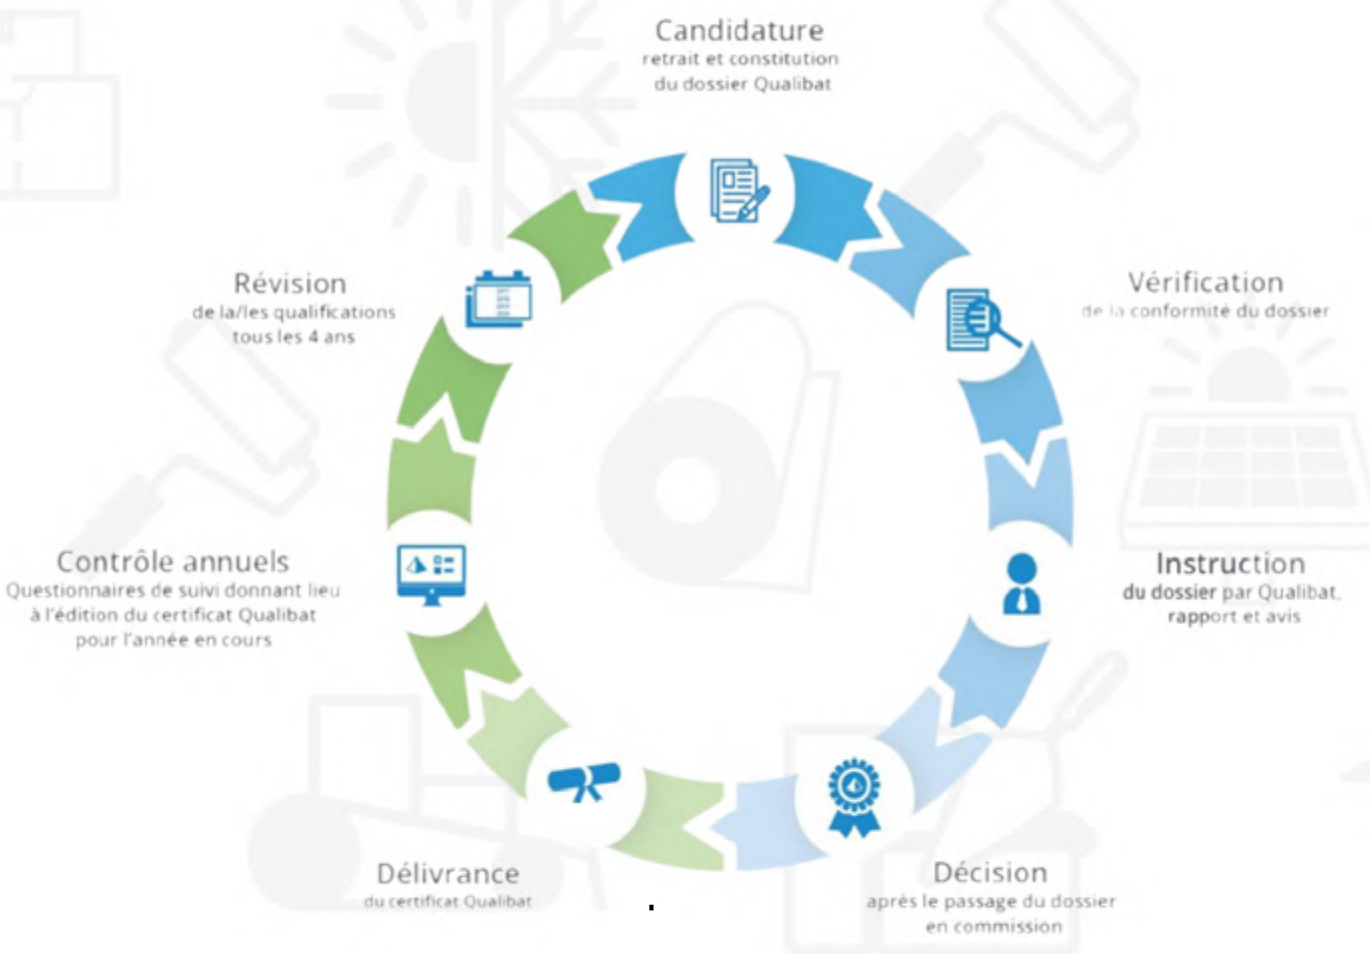 Candidature
retrait et constitution
du dossier Qualibat
Vérification
de la conformité du dossier
Instruction
du dossier par Qualibat,
rapport et avis
Décision
après le passage du dossier
en commission
Délivrance
du certificat Qualibat
Contrôle annuels
Questionnaires de suivi donnant lieu
à l'édition du certificat Qualibat
pour l'année en cours
Révision
de la/les qualifications
tous les 4 ans